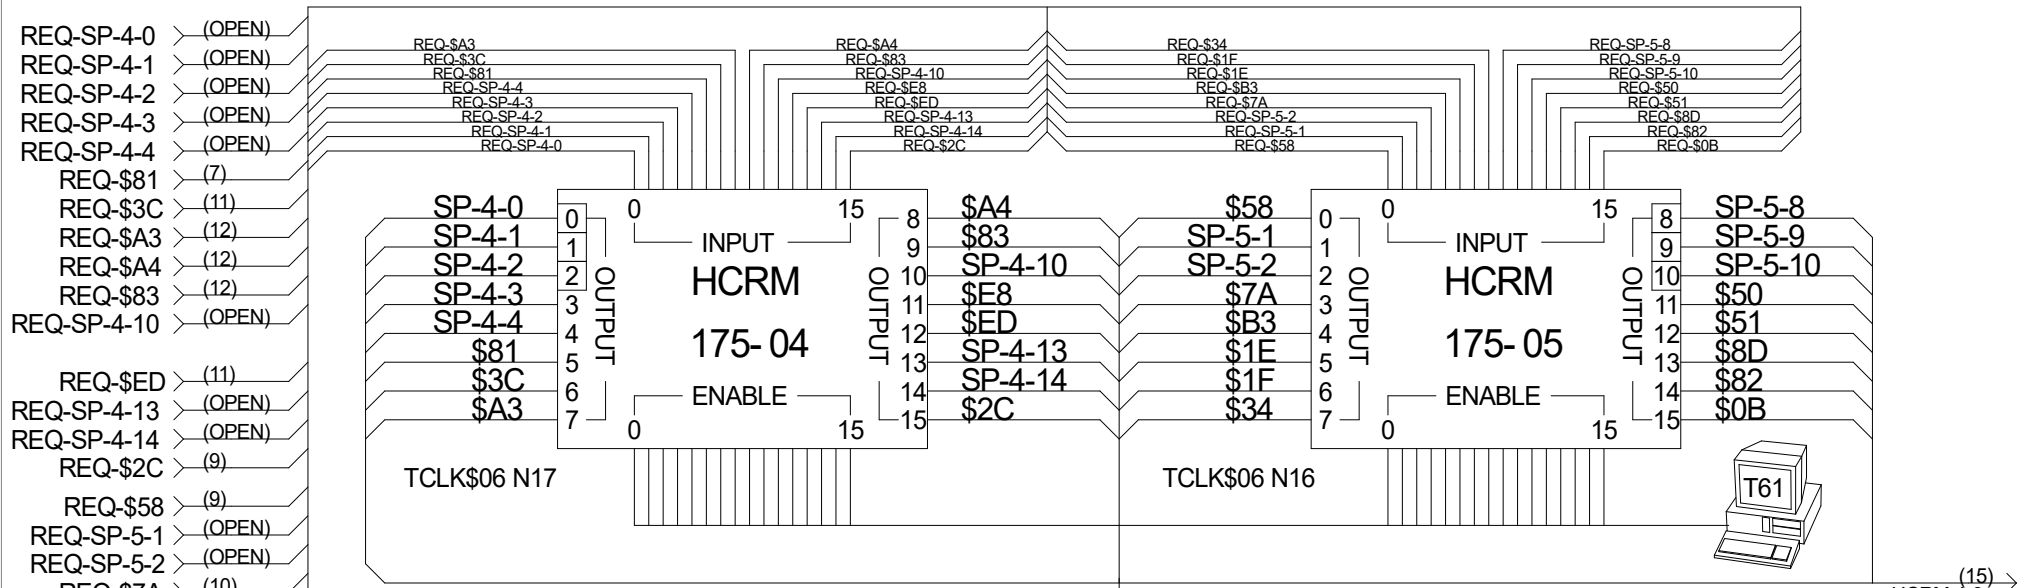 REQ-SP-4-0 (OPEN)
REQ-SP-4-1 (OPEN)
REQ-SP-4-2 (OPEN)
REQ-SP-4-3 (OPEN)
REQ-SP-4-4 (OPEN)
REQ-$81 (7)
REQ-$3C (11)
REQ-$A3 (12)
REQ-$A4 (12)
REQ-$83 (12)
REQ-SP-4-10 (OPEN)
REQ-$ED (11)
REQ-SP-4-13 (OPEN)
REQ-SP-4-14 (OPEN)
REQ-$2C (9)
REQ-$58 (9)
REQ-SP-5-1 (OPEN)
REQ-SP-5-2 (OPEN)
REQ-$7A (10)
REQ-$A3
REQ-$3C
REQ-$81
REQ-SP-4-4
REQ-SP-4-3
REQ-SP-4-2
REQ-SP-4-1
REQ-SP-4-0
REQ-$A4
REQ-$83
REQ-SP-4-10
REQ-$E8
REQ-$ED
REQ-SP-4-13
REQ-SP-4-14
REQ-$2C
SP-4-0 0
SP-4-1 1
SP-4-2 2
SP-4-3 3
SP-4-4 4
$81 5
$3C 6
$A3 7
OUTPUT
0 15
INPUT
HCRM
175-04
ENABLE
0 15
OUTPUT
8 $A4
9 $83
10 SP-4-10
11 $E8
12 $ED
13 SP-4-13
14 SP-4-14
15 $2C
TCLK$06 N17
REQ-$34
REQ-$1F
REQ-$1E
REQ-$B3
REQ-$7A
REQ-SP-5-2
REQ-SP-5-1
REQ-$58
REQ-SP-5-8
REQ-SP-5-9
REQ-SP-5-10
REQ-$50
REQ-$51
REQ-$8D
REQ-$82
REQ-$0B
$58 0
SP-5-1 1
SP-5-2 2
$7A 3
$B3 4
$1E 5
$1F 6
$34 7
OUTPUT
0 15
INPUT
HCRM
175-05
ENABLE
0 15
OUTPUT
8 SP-5-8
9 SP-5-9
10 SP-5-10
11 $50
12 $51
13 $8D
14 $82
15 $0B
TCLK$06 N16
T61
(15)